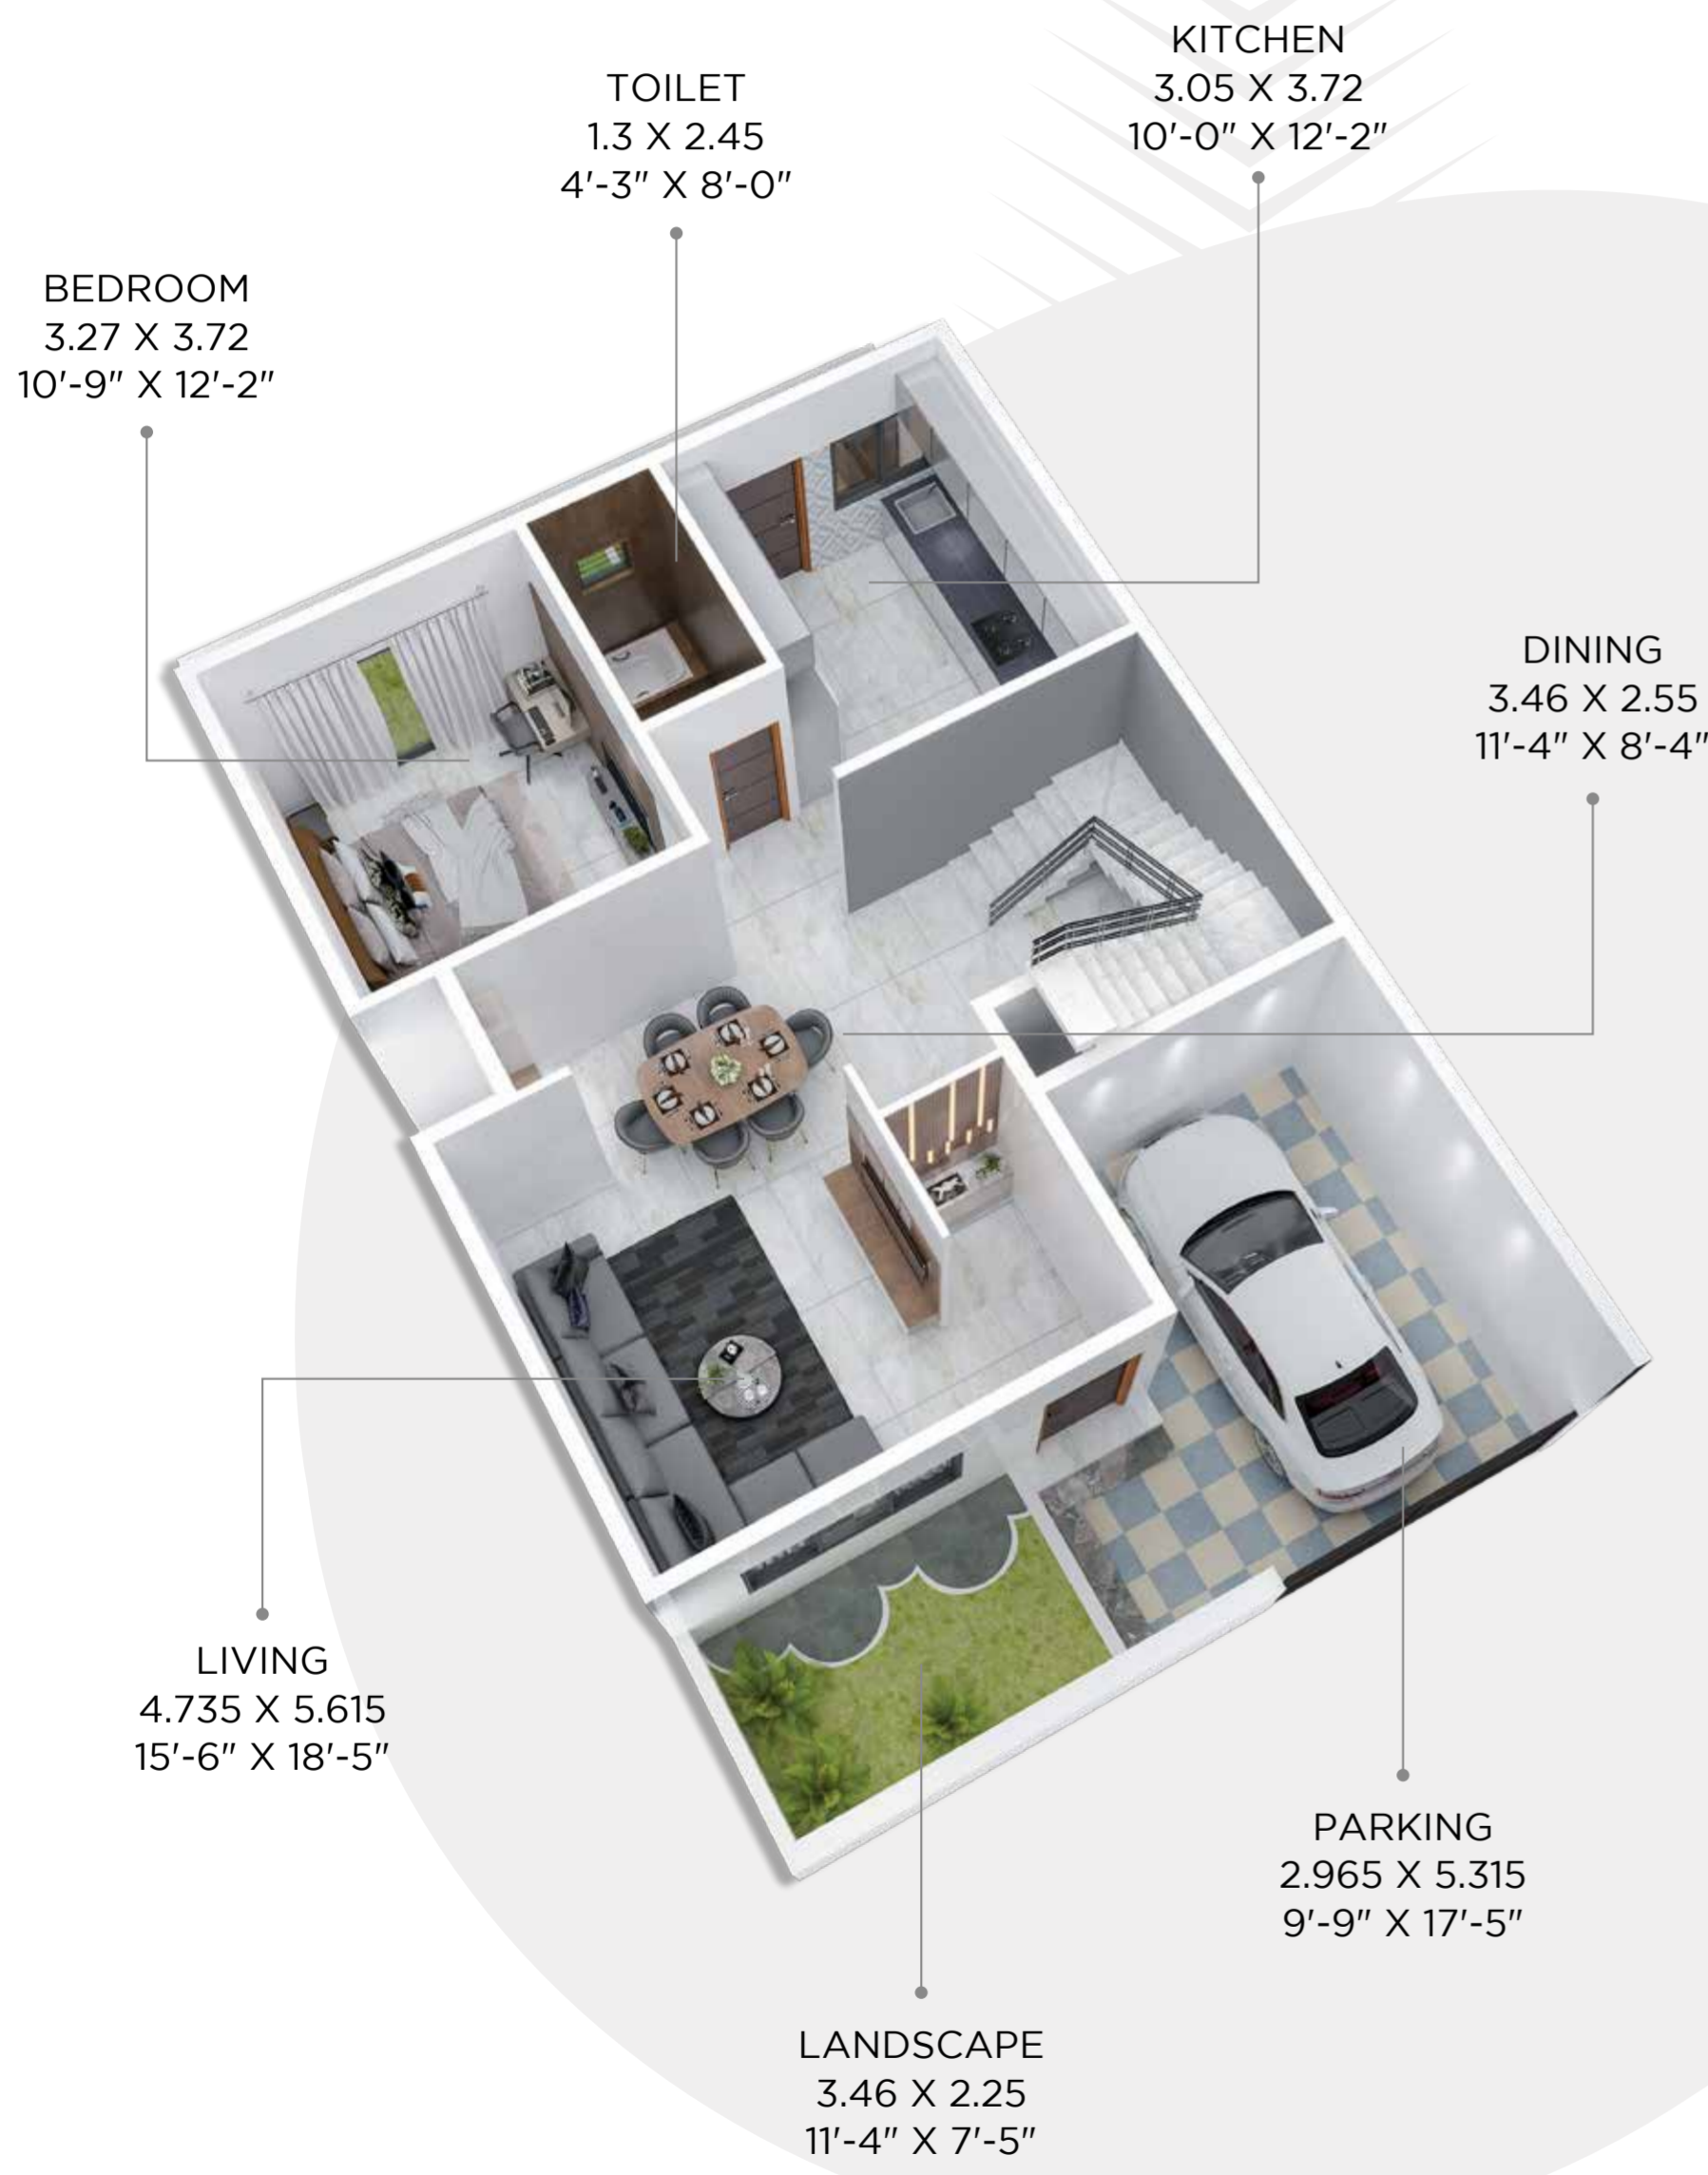 KITCHEN
3.05 X 3.72
10'-0" X 12'-2"
TOILET
1.3 X 2.45
4'-3" X 8'-0"
BEDROOM
3.27 X 3.72
10'-9" X 12'-2"
DINING
3.46 X 2.55
11'-4" X 8'-4"
LIVING
4.735 X 5.615
15'-6" X 18'-5"
PARKING
2.965 X 5.315
9'-9" X 17'-5"
LANDSCAPE
3.46 X 2.25
11'-4" X 7'-5"